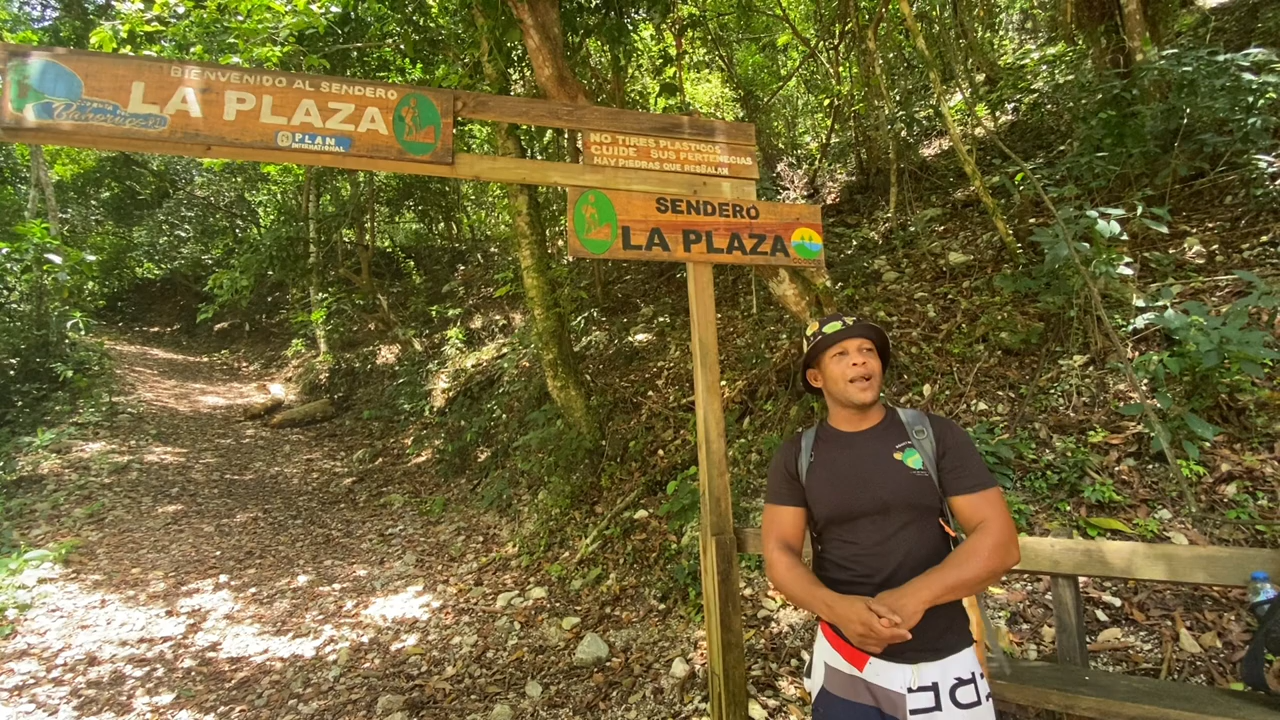 BIENVENIDO AL SENDERO
LA PLAZA
PLAN
INTERNATIONAL
NO TIRES PLASTICOS
CUIDE SUS PERTENECIAS
HAY PIEDRAS QUE RESBALAN
SENDERO
LA PLAZA